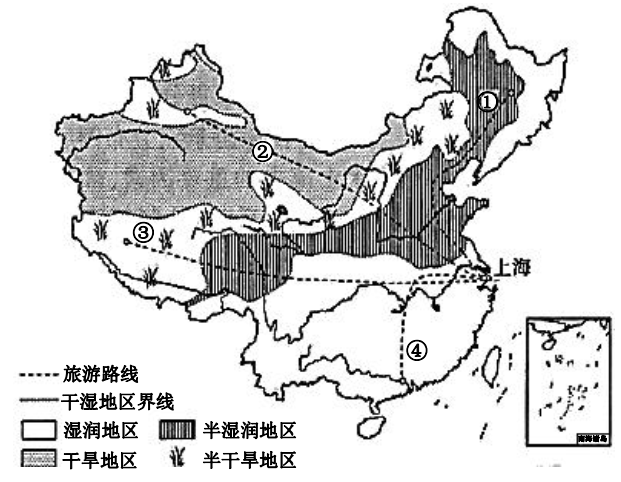 ①
②
③
上海
④
旅游路线
干湿地区界线
湿润地区 半湿润地区
干旱地区 半干旱地区
南海诸岛